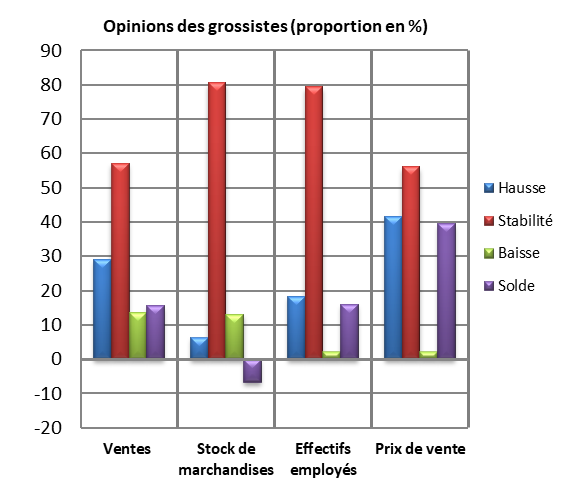 Opinions des grossistes (proportion en %)
90
80
70
60
50
40
30
20
10
0
-10
-20
Ventes
Stock de
marchandises
Effectifs
employés
Prix de vente
Hausse
Stabilité
Baisse
Solde